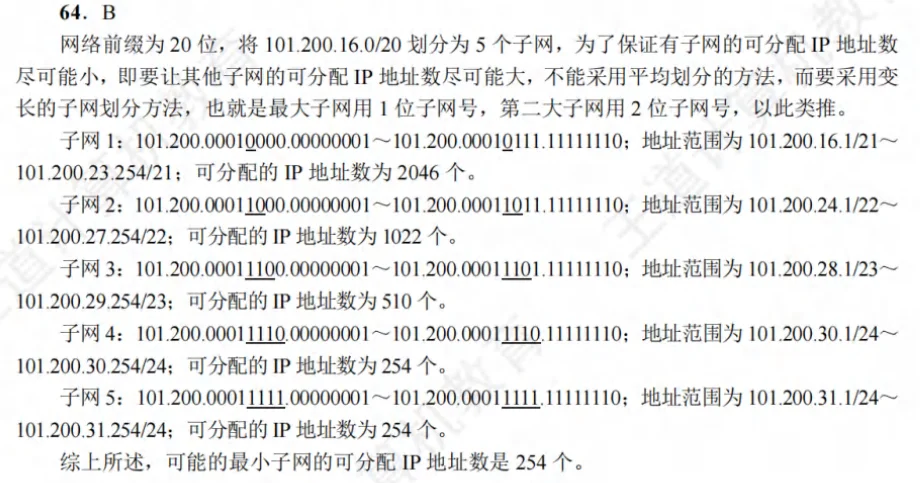 64．B
网络前缀为 20 位，将 101.200.16.0/20 划分为 5 个子网，为了保证有子网的可分配 IP 地址数
尽可能小，即要让其他子网的可分配 IP 地址数尽可能大，不能采用平均划分的方法，而要采用变
长的子网划分方法，也就是最大子网用 1 位子网号，第二大子网用 2 位子网号，以此类推。
子网 1：101.200.00010000.00000001～101.200.00010111.11111110；地址范围为 101.200.16.1/21～
101.200.23.254/21；可分配的 IP 地址数为 2046 个。
子网 2：101.200.00011000.00000001～101.200.00011011.11111110；地址范围为 101.200.24.1/22～
101.200.27.254/22；可分配的 IP 地址数为 1022 个。
子网 3：101.200.00011100.00000001～101.200.00011101.11111110；地址范围为 101.200.28.1/23～
101.200.29.254/23；可分配的 IP 地址数为 510 个。
子网 4：101.200.00011110.00000001～101.200.00011110.11111110；地址范围为 101.200.30.1/24～
101.200.30.254/24；可分配的 IP 地址数为 254 个。
子网 5：101.200.00011111.00000001～101.200.00011111.11111110；地址范围为 101.200.31.1/24～
101.200.31.254/24；可分配的 IP 地址数为 254 个。
综上所述，可能的最小子网的可分配 IP 地址数是 254 个。
王道计算机教育